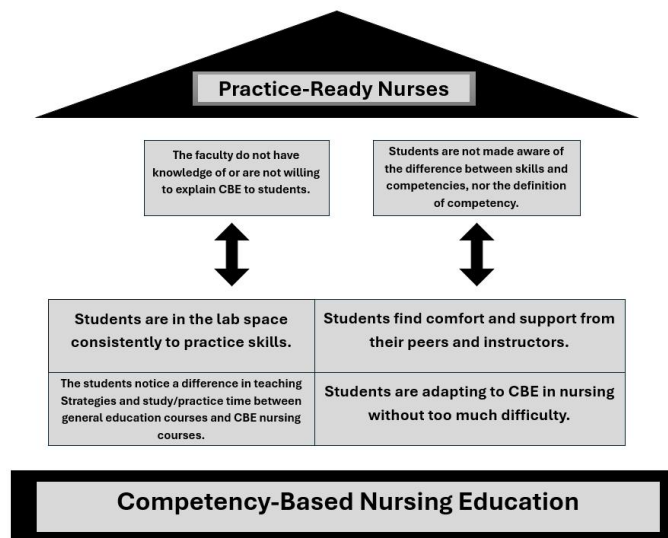 Practice-Ready Nurses
The faculty do not have
knowledge of or are not willing
to explain CBE to students.
Students are not made aware of
the difference between skills and
competencies, nor the definition
of competency.
Students are in the lab space
consistently to practice skills.
Students find comfort and support from
their peers and instructors.
The students notice a difference in teaching
Strategies and study/practice time between
general education courses and CBE nursing
courses.
Students are adapting to CBE in nursing
without too much difficulty.
Competency-Based Nursing Education